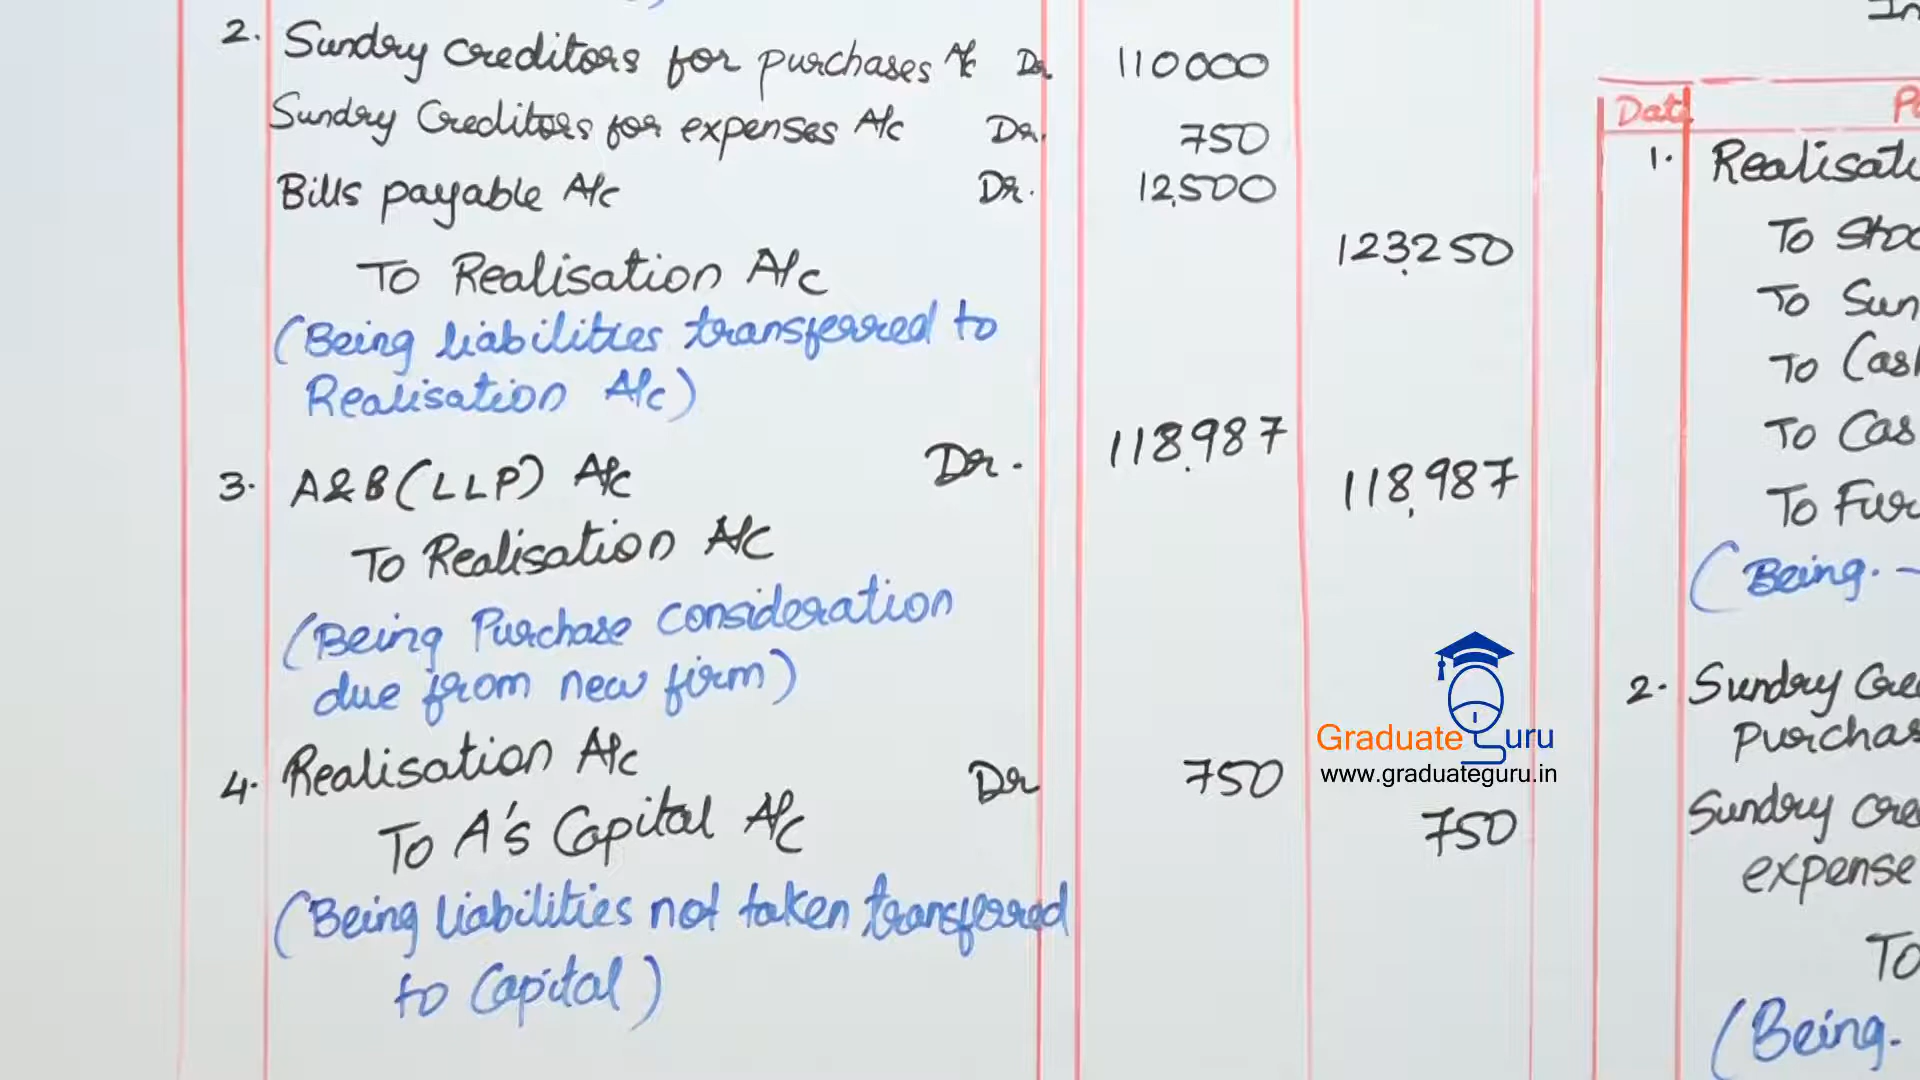 2. Sundry Creditors for purchases A/c Dr 110000
Sundry Creditors for expenses A/c Dr. 750
Bills payable A/c Dr. 12,500
To Realisation A/c 123,250
(Being liabilities transferred to
Realisation A/c)
3. A&B(LLP) A/c Dr. 118,987
To Realisation A/c 118,987
(Being Purchase consideration
due from new firm)
4. Realisation A/c Dr 750
To A's Capital A/c 750
(Being liabilities not taken transferred
to Capital)
Graduate Guru
www.graduateguru.in
Date
1. Realisati
To Stoc
To Sun
To Cash
To Cas
To Fur
(Being.
2. Sundry Cre
purchas
Sundry cre
expense
To
(Being.